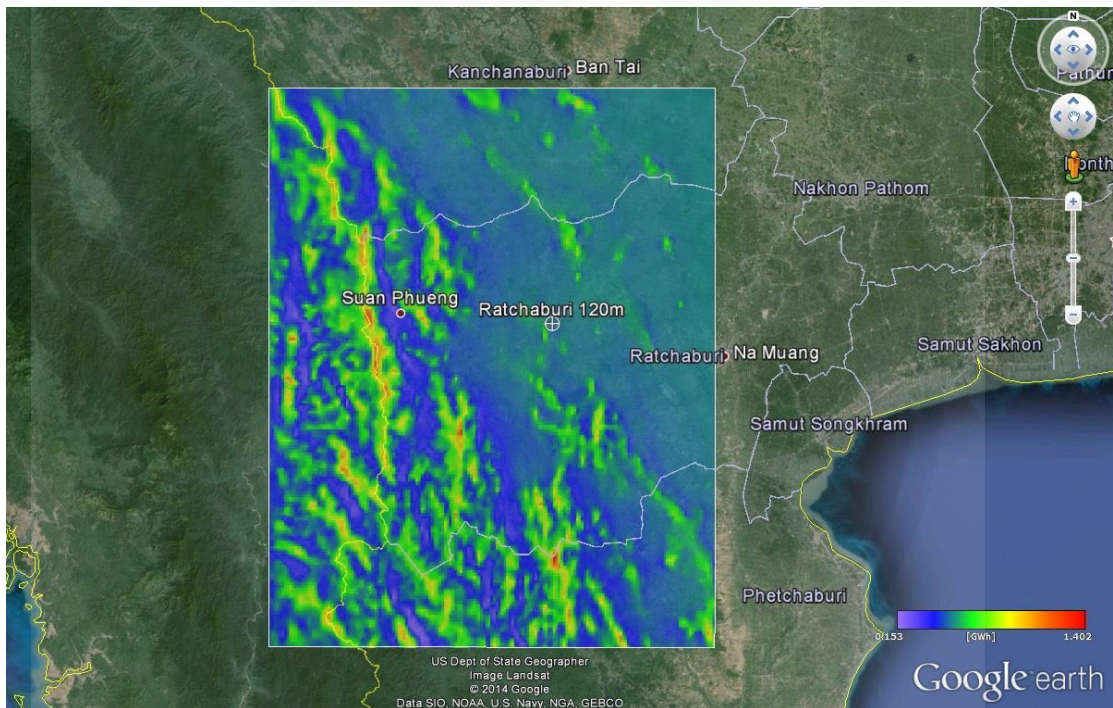 N
Kanchanaburi Ban Tai
Nakhon Pathom
Suan Phueng
Ratchaburi 120m
Ratchaburi Na Muang
Samut Sakhon
Samut Songkhram
Phetchaburi
0.153 [GWh] 1.402
US Dept of State Geographer
Image Landsat
© 2014 Google
Data SIO, NOAA, U.S. Navy, NGA, GEBCO
Google earth